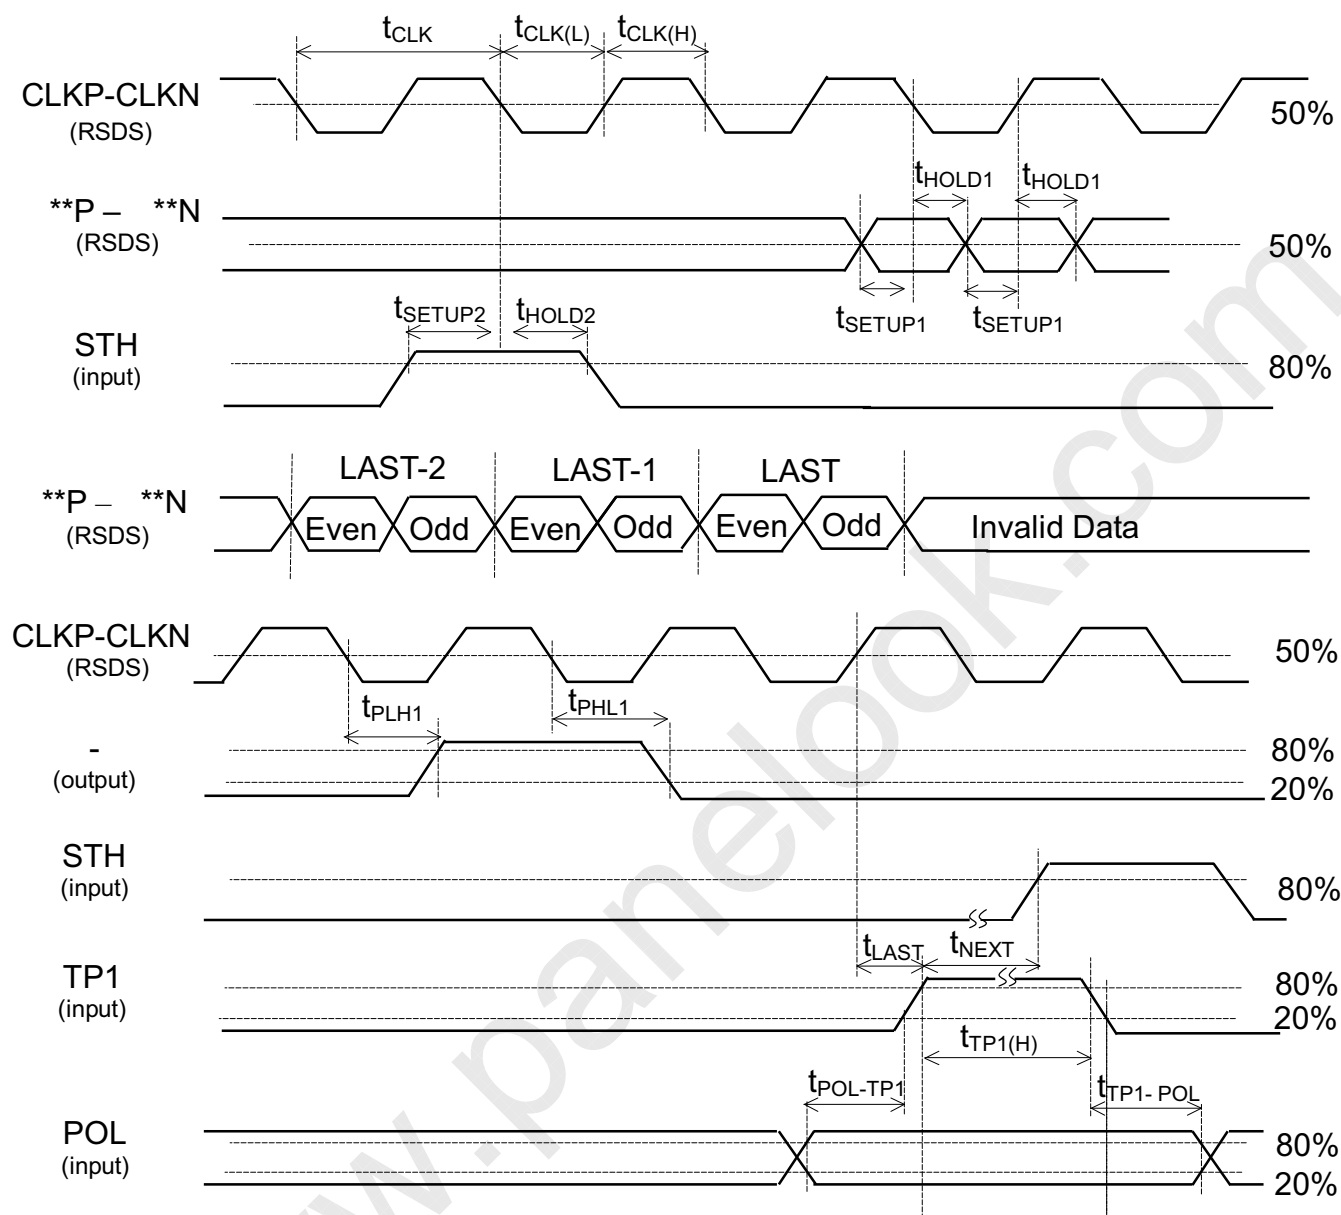 tCLK tCLK(L) tCLK(H)
CLKP-CLKN
(RSDS)
50%
tHOLD1 tHOLD1
**P – **N
(RSDS)
50%
tSETUP1 tSETUP1
tSETUP2 tHOLD2
STH
(input)
80%
LAST-2 LAST-1 LAST
**P – **N
(RSDS)
Even Odd Even Odd Even Odd Invalid Data
CLKP-CLKN
(RSDS)
50%
tPLH1 tPHL1
-
(output)
80%
20%
STH
(input)
80%
tLAST tNEXT
TP1
(input)
80%
20%
tTP1(H)
tPOL-TP1 tTP1- POL
POL
(input)
80%
20%
w.panelook.com